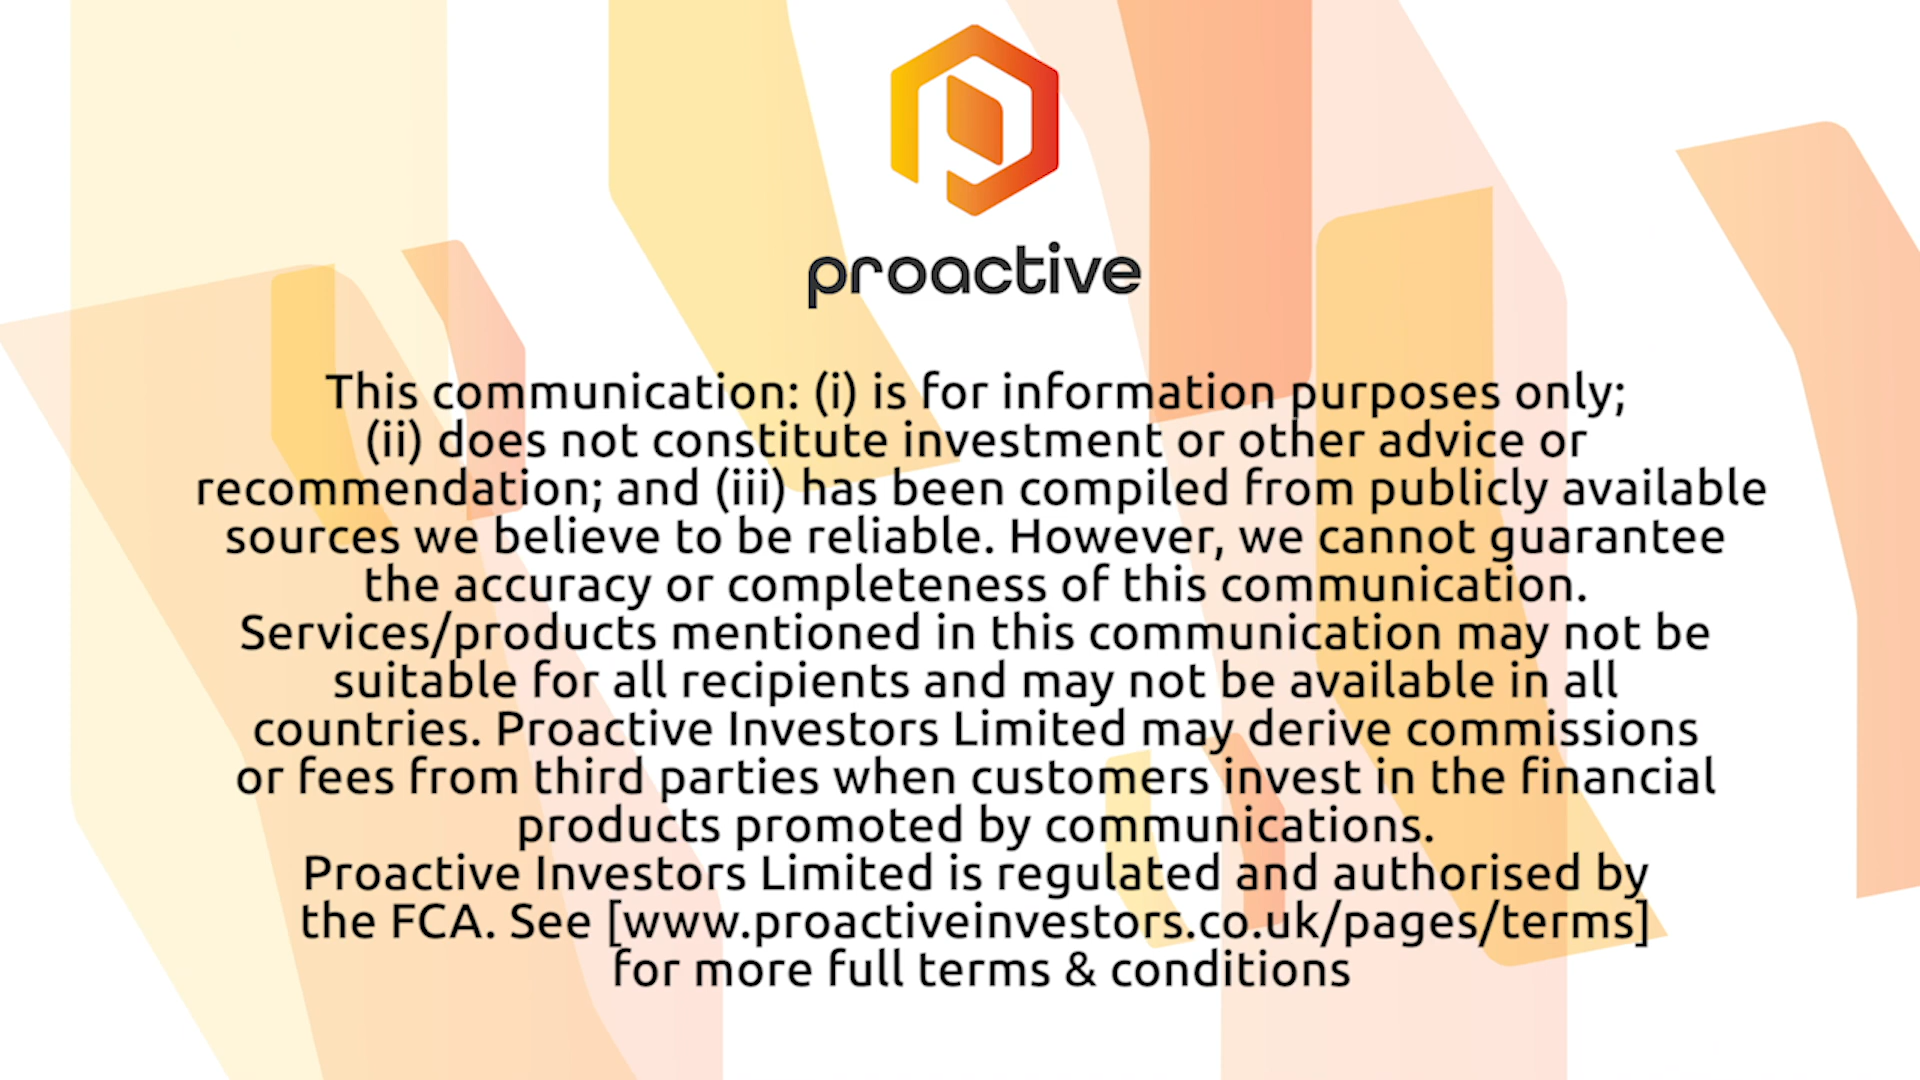 proactive
This communication: (i) is for information purposes only;
(ii) does not constitute investment or other advice or
recommendation; and (iii) has been compiled from publicly available
sources we believe to be reliable. However, we cannot guarantee
the accuracy or completeness of this communication.
Services/products mentioned in this communication may not be
suitable for all recipients and may not be available in all
countries. Proactive Investors Limited may derive commissions
or fees from third parties when customers invest in the financial
products promoted by communications.
Proactive Investors Limited is regulated and authorised by
the FCA. See [www.proactiveinvestors.co.uk/pages/terms]
for more full terms & conditions